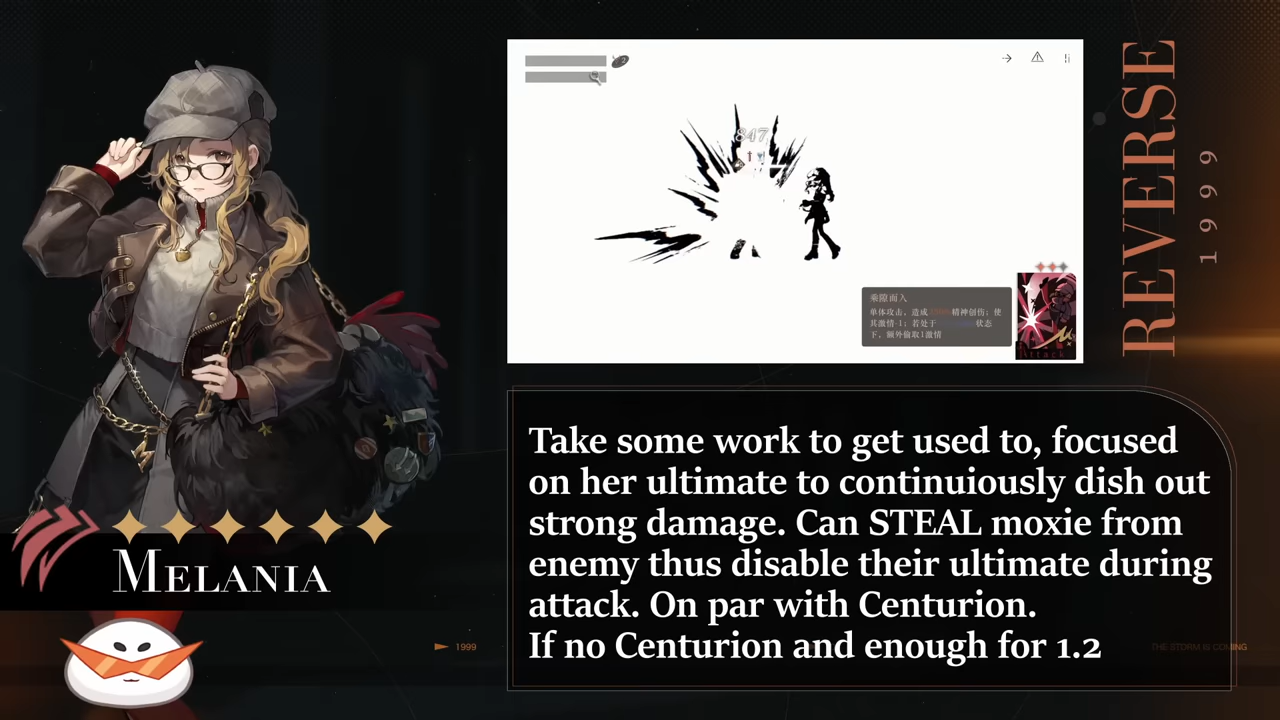 847
乘隙而入
单体攻击，造成
精神创伤；使
其激情-1；若处于
状态
下，额外偷取1激情
Attack
REVERSE
1999
Take some work to get used to, focused
on her ultimate to continuiously dish out
strong damage. Can STEAL moxie from
enemy thus disable their ultimate during
attack. On par with Centurion.
If no Centurion and enough for 1.2
MELANIA
1999
THE STORM IS COMING